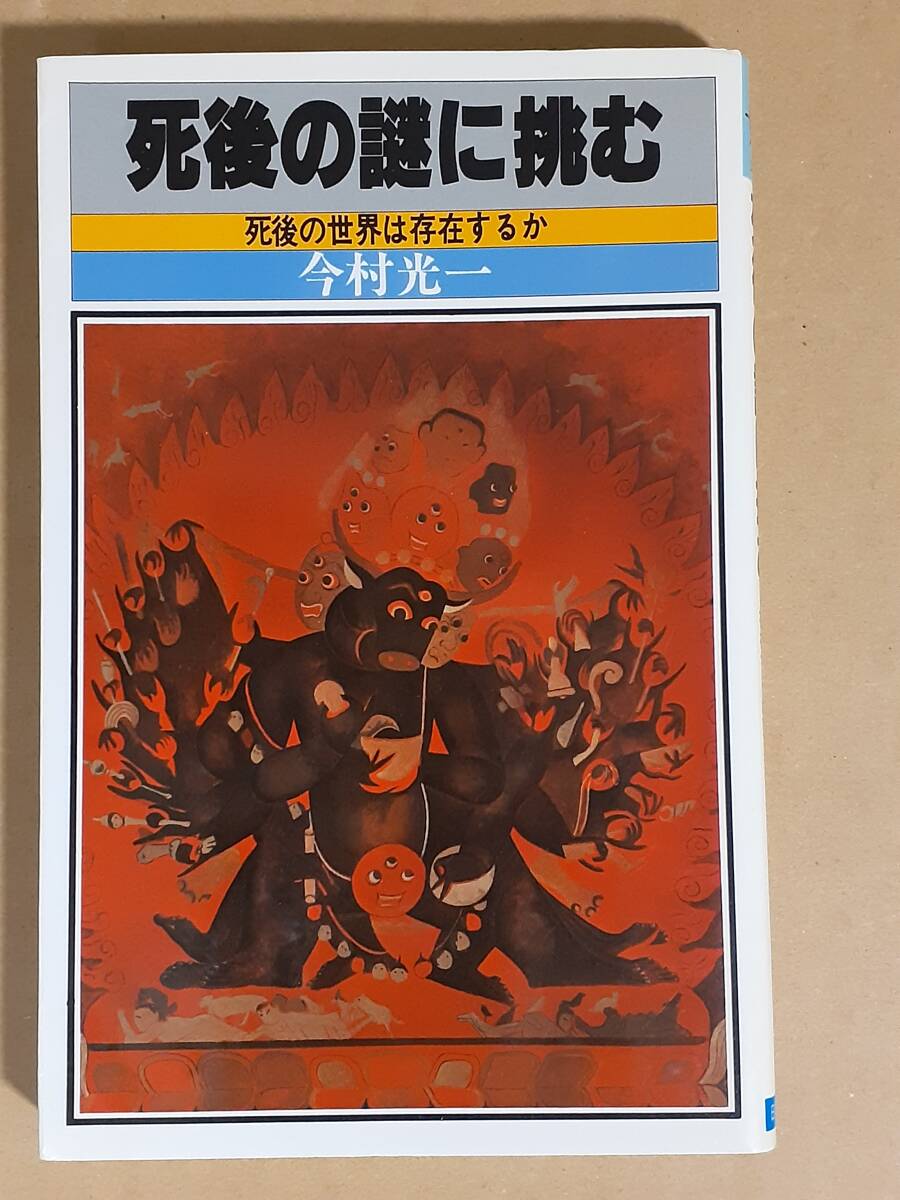 死後の謎に挑む
死後の世界は存在するか
今村光一